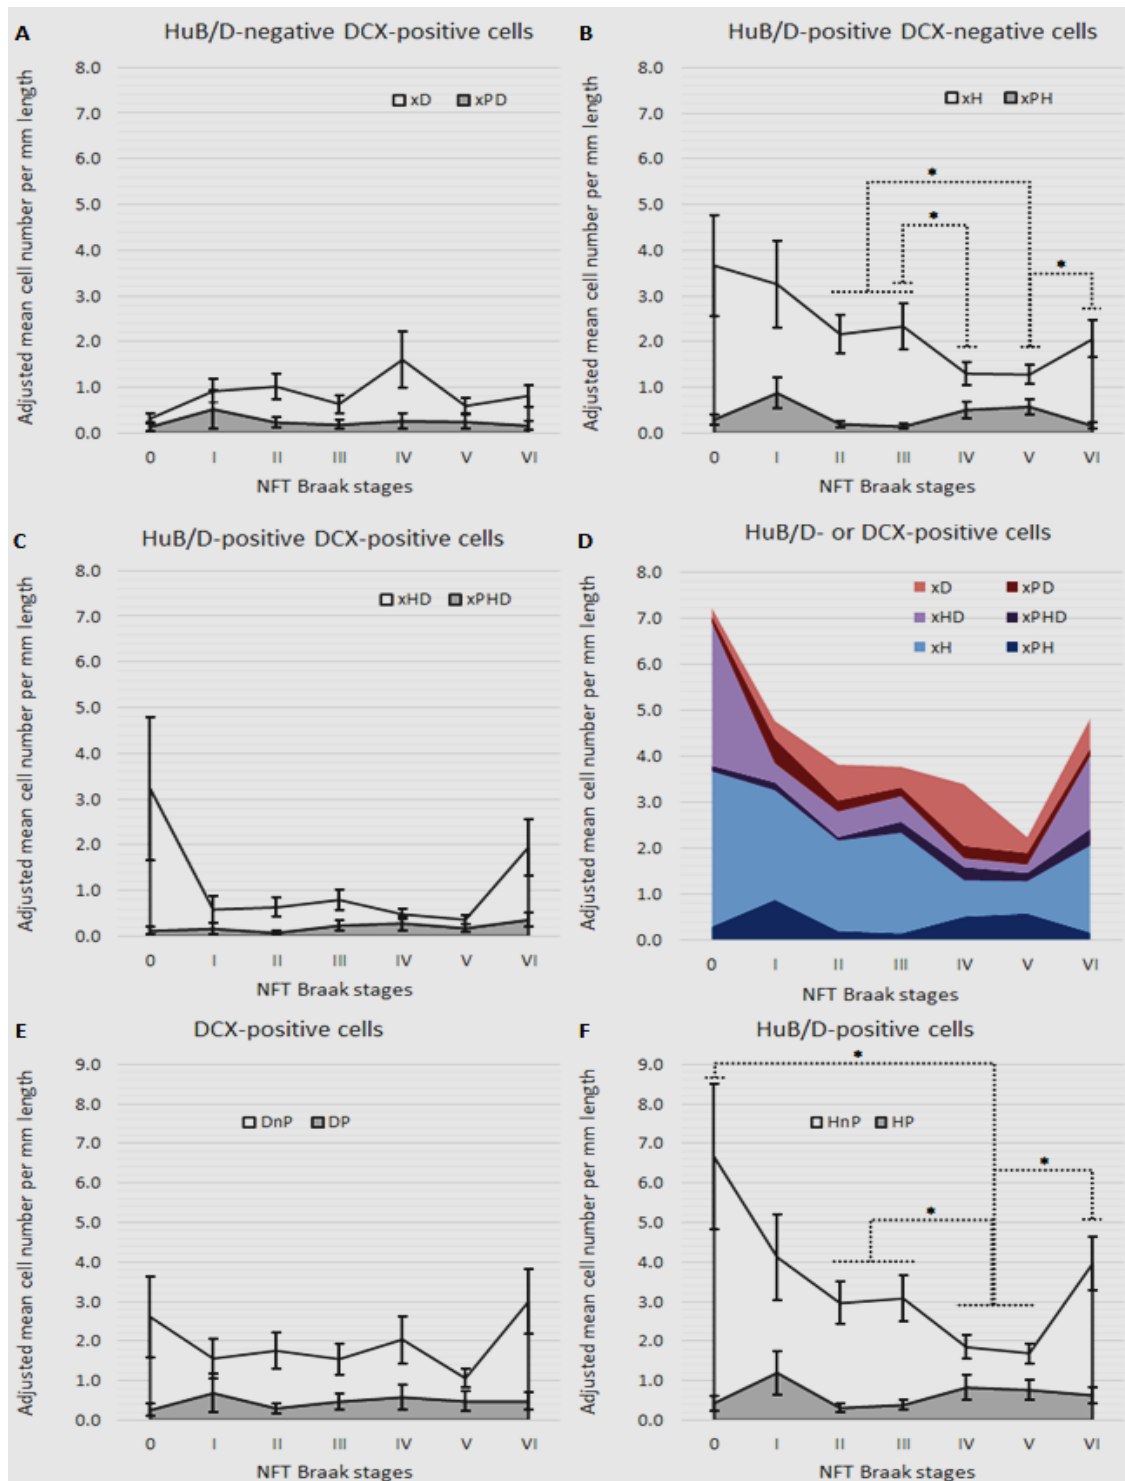 A
HuB/D-negative DCX-positive cells
Adjusted mean cell number per mm length
8.0
7.0
6.0
5.0
4.0
3.0
2.0
1.0
0.0
xD xPD
0 I II III IV V VI
NFT Braak stages
B
HuB/D-positive DCX-negative cells
Adjusted mean cell number per mm length
8.0
7.0
6.0
5.0
4.0
3.0
2.0
1.0
0.0
xH xPH
*
*
*
0 I II III IV V VI
NFT Braak stages
C
HuB/D-positive DCX-positive cells
Adjusted mean cell number per mm length
8.0
7.0
6.0
5.0
4.0
3.0
2.0
1.0
0.0
xHD xPHD
0 I II III IV V VI
NFT Braak stages
D
HuB/D- or DCX-positive cells
Adjusted mean cell number per mm length
8.0
7.0
6.0
5.0
4.0
3.0
2.0
1.0
0.0
xD xPD
xHD xPHD
xH xPH
0 I II III IV V VI
NFT Braak stages
E
DCX-positive cells
Adjusted mean cell number per mm length
9.0
8.0
7.0
6.0
5.0
4.0
3.0
2.0
1.0
0.0
DnP DP
0 I II III IV V VI
NFT Braak stages
F
HuB/D-positive cells
Adjusted mean cell number per mm length
9.0
8.0
7.0
6.0
5.0
4.0
3.0
2.0
1.0
0.0
HnP HP
*
*
*
0 I II III IV V VI
NFT Braak stages